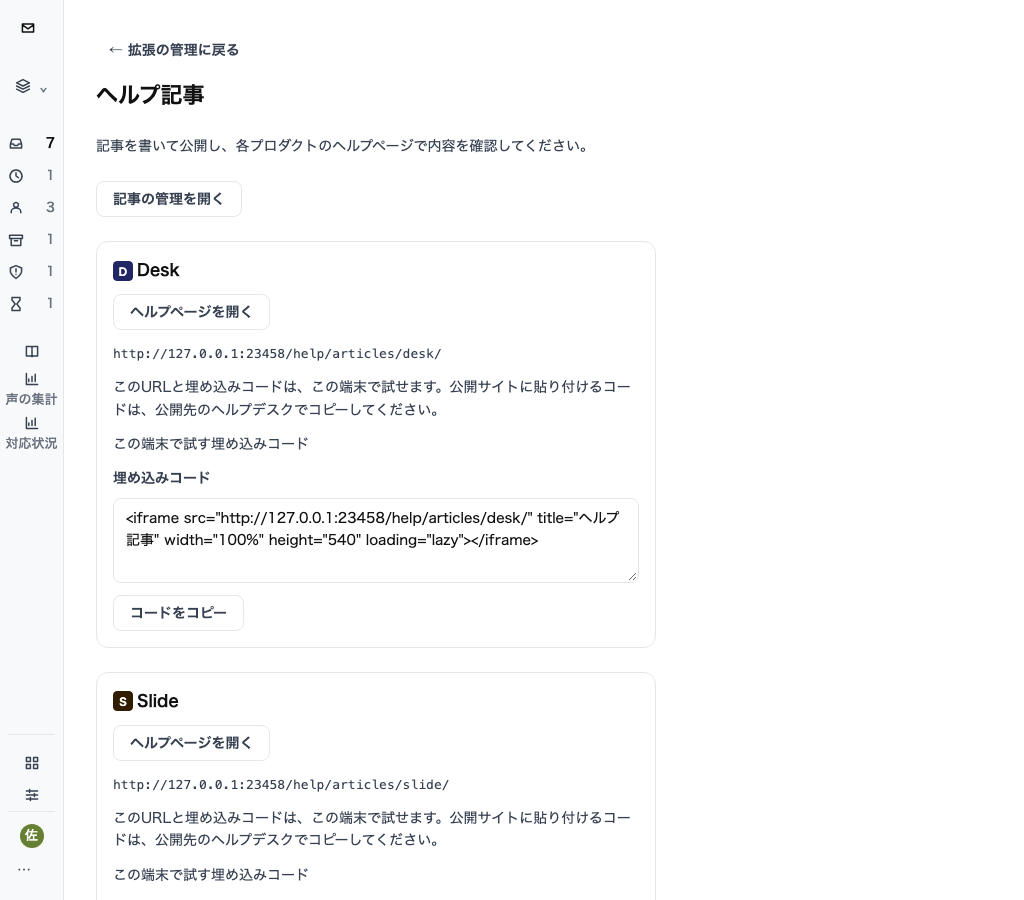 ← 拡張の管理に戻る
ヘルプ記事
記事を書いて公開し、各プロダクトのヘルプページで内容を確認してください。
記事の管理を開く
7
1
3
1
1
1
声の集計
対応状況
佐
…
D Desk
ヘルプページを開く
http://127.0.0.1:23458/help/articles/desk/
このURLと埋め込みコードは、この端末で試せます。公開サイトに貼り付けるコー
ドは、公開先のヘルプデスクでコピーしてください。
この端末で試す埋め込みコード
埋め込みコード
<iframe src="http://127.0.0.1:23458/help/articles/desk/" title="ヘルプ
記事" width="100%" height="540" loading="lazy"></iframe>
コードをコピー
S Slide
ヘルプページを開く
http://127.0.0.1:23458/help/articles/slide/
このURLと埋め込みコードは、この端末で試せます。公開サイトに貼り付けるコー
ドは、公開先のヘルプデスクでコピーしてください。
この端末で試す埋め込みコード